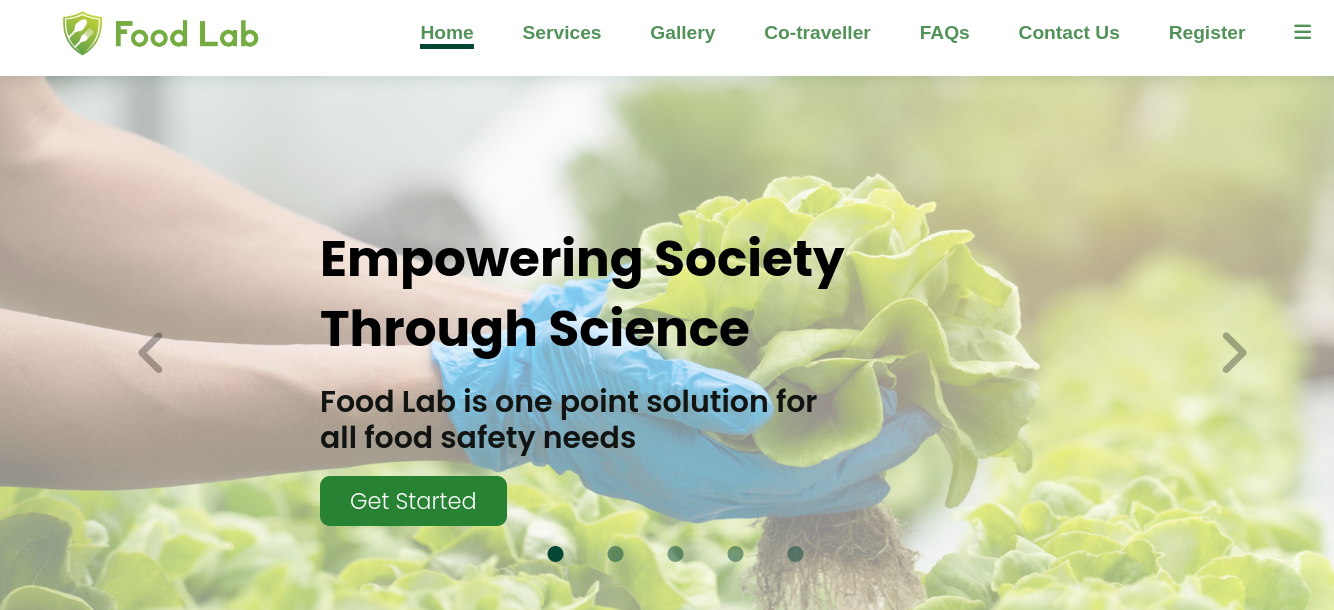 Food Lab
Home Services Gallery Co-traveller FAQs Contact Us Register
Empowering Society
Through Science
Food Lab is one point solution for
all food safety needs
Get Started